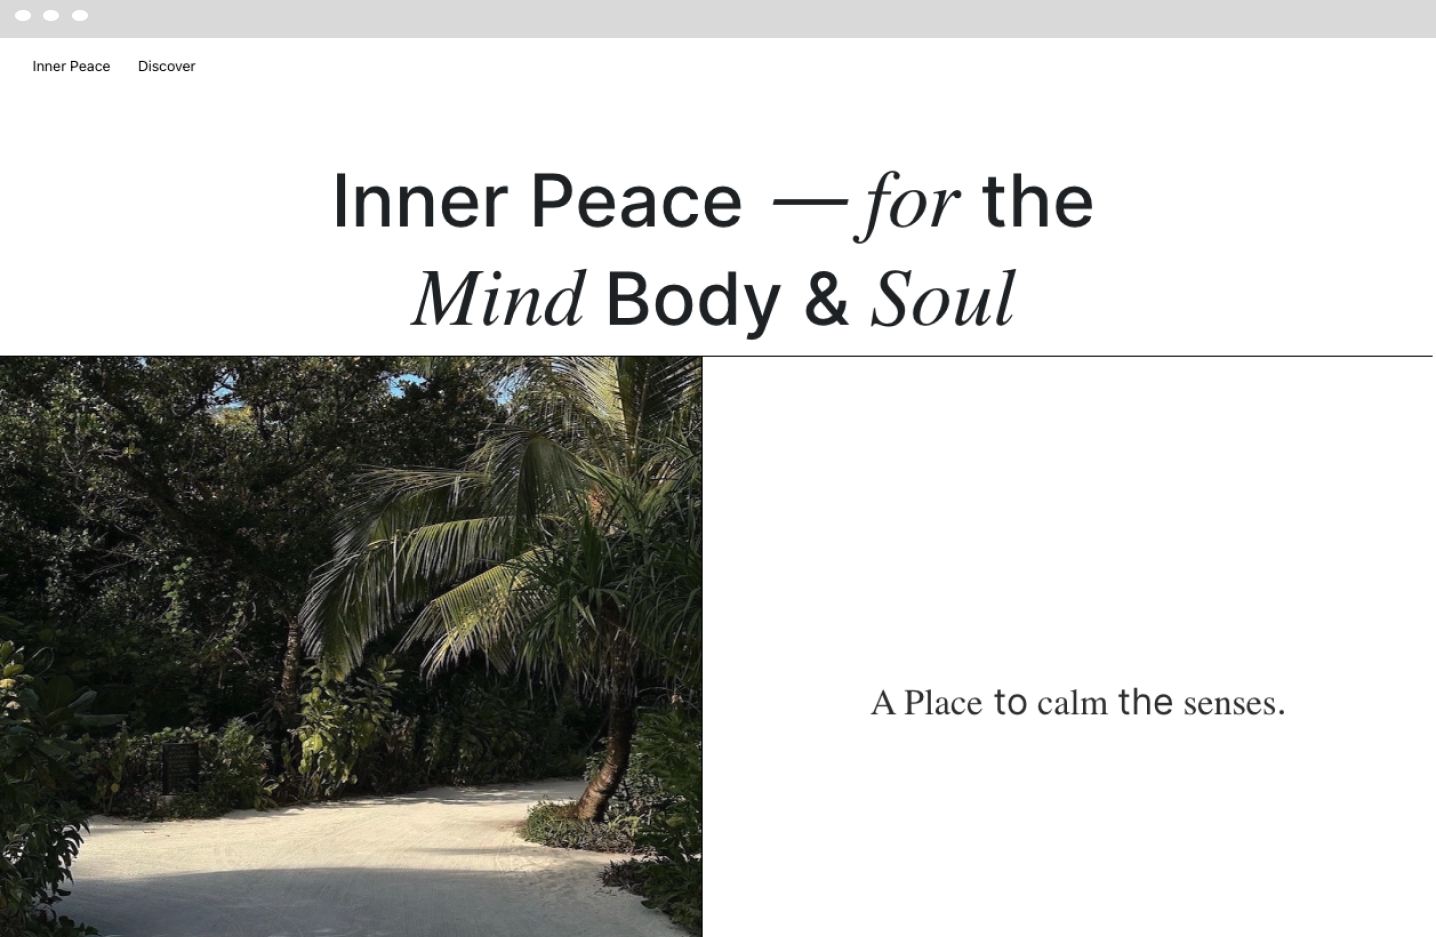 Inner Peace Discover
Inner Peace — for the
Mind Body & Soul
A Place to calm the senses.